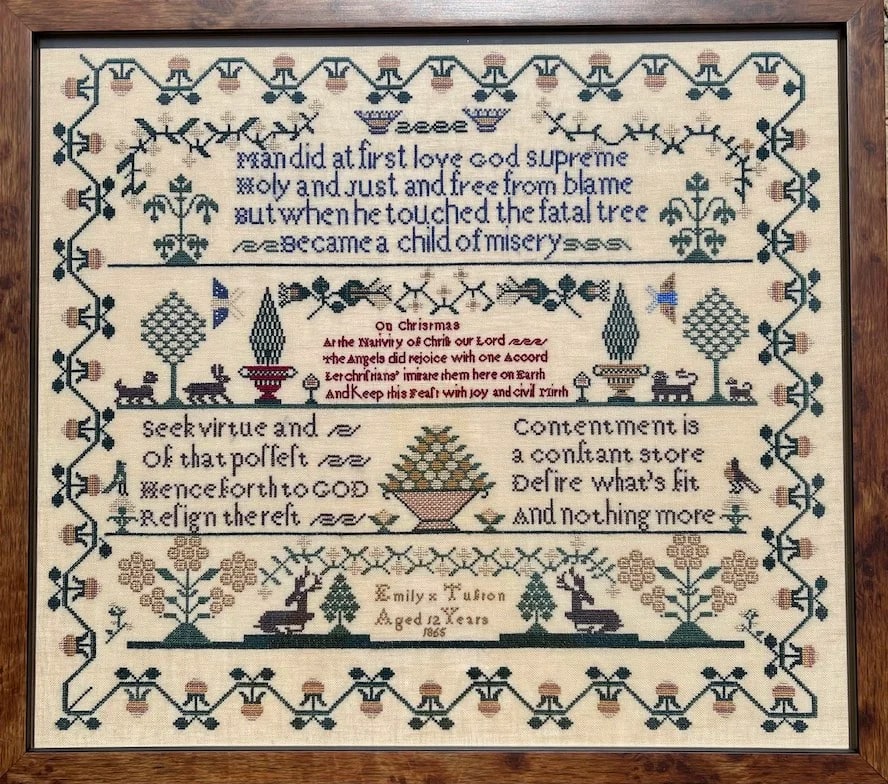 Man did at first love God supreme
Holy and Just and free from blame
But when he touched the fatal tree
Became a child of misery
On Christmas
At the Nativity of Chriſt our Lord
The Angels did rejoice with one Accord
Let chriſtians' imitate them here on Earth
And Keep this Feaſt with joy and civil Mirth
Seek virtue and
Of that poſſeſt
Henceforth to GOD
Reſign the reſt
Contentment is
a conſtant store
Deſire what's fit
And nothing more
Emily x Tufton
Aged 12 Years
1865